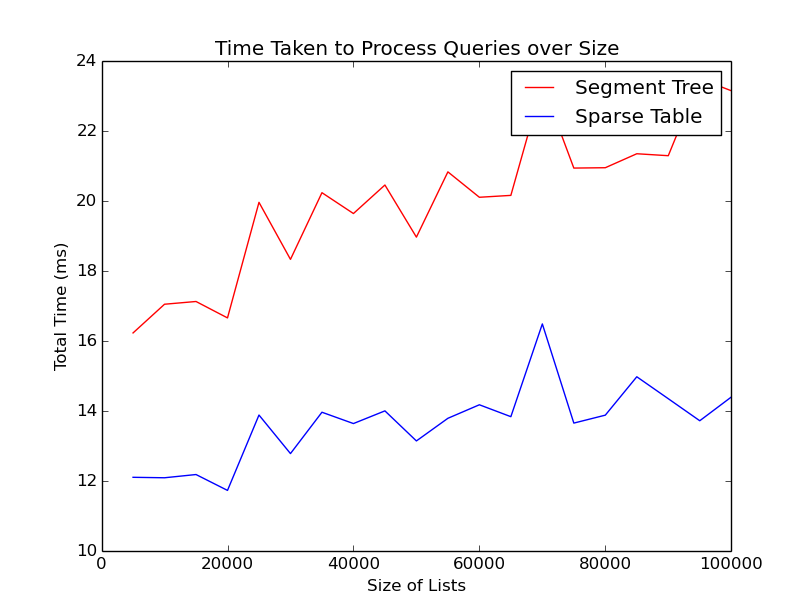 Time Taken to Process Queries over Size
24
22
20
18
16
14
12
10
Total Time (ms)
Segment Tree
Sparse Table
0 20000 40000 60000 80000 100000
Size of Lists